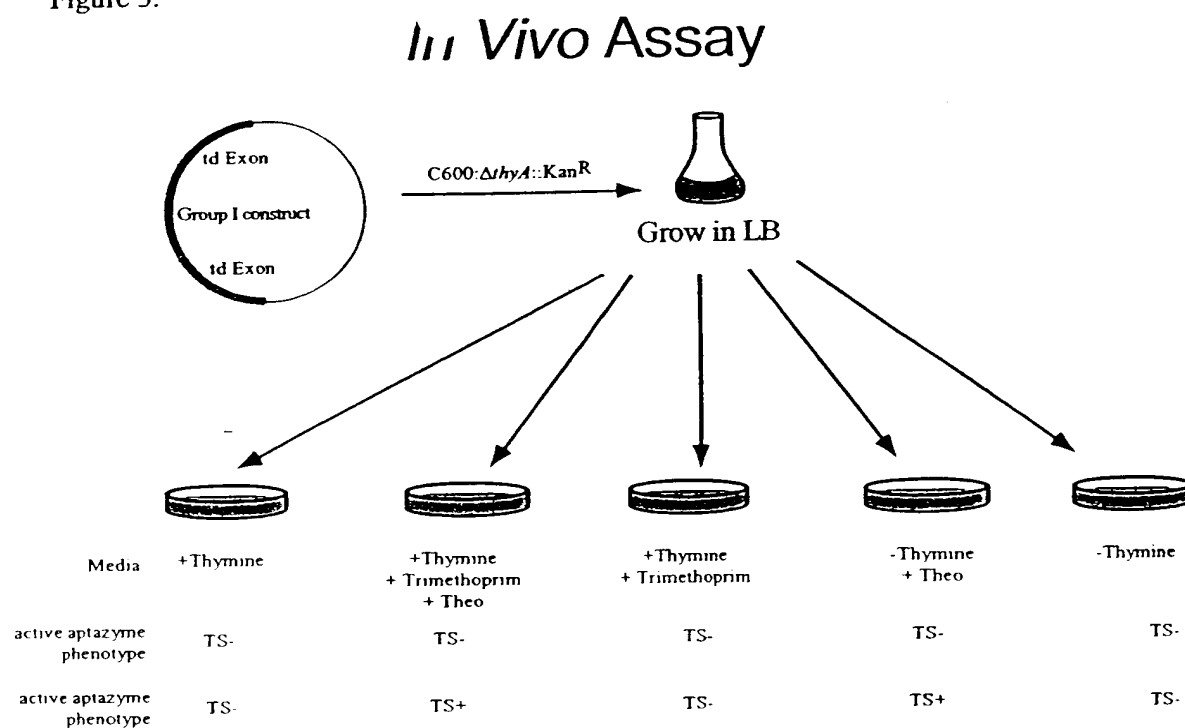 Figure 3.
In Vivo Assay
td Exon
Group I construct
td Exon
C600:ΔthyA::KanR
Grow in LB
Media
+Thymine
+Thymine
+ Trimethoprim
+ Theo
+Thymine
+ Trimethoprim
-Thymine
+ Theo
-Thymine
active aptazyme
phenotype
TS-
TS-
TS-
TS-
TS-
active aptazyme
phenotype
TS-
TS+
TS-
TS+
TS-